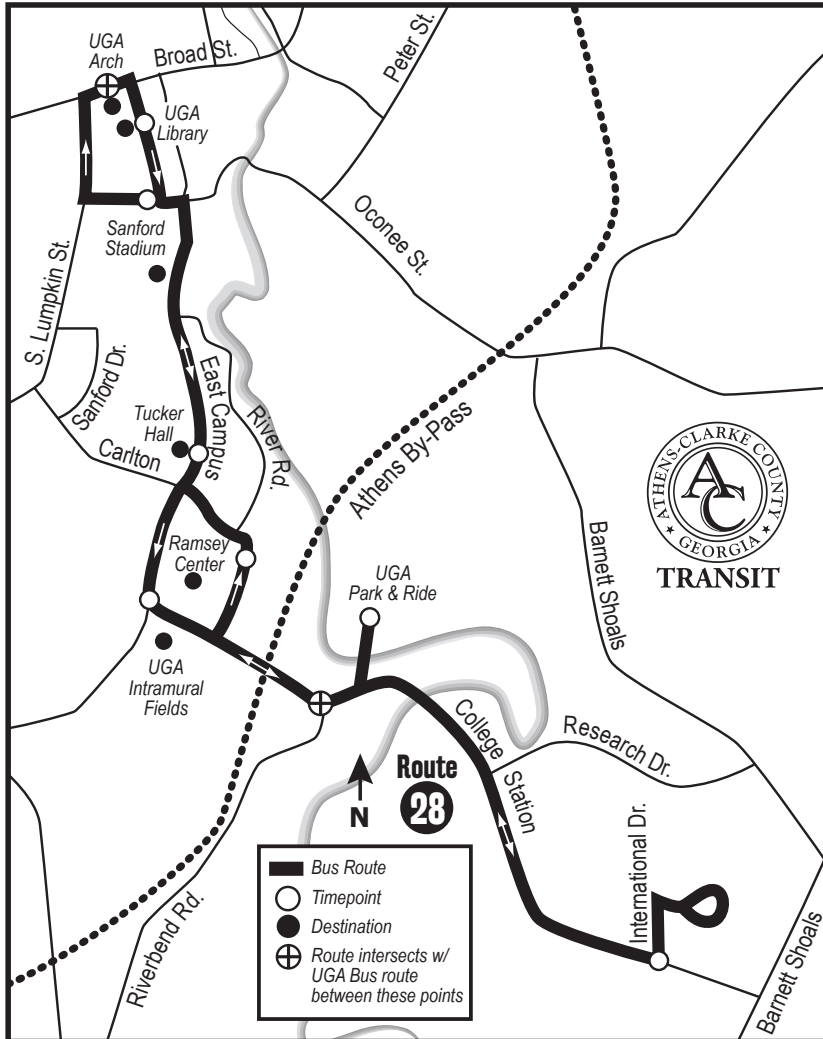 UGA
Arch
Broad St.
Peter St.
UGA
Library
Sanford
Stadium
Oconee St.
S. Lumpkin St.
Sanford Dr.
Tucker
Hall
East Campus
River Rd.
Carlton
Athens By-Pass
ATHENS-CLARKE COUNTY
AC
GEORGIA
TRANSIT
Barnett Shoals
Ramsey
Center
UGA
Park & Ride
UGA
Intramural
Fields
College Station
Research Dr.
Route
28
N
International Dr.
Riverbend Rd.
Barnett Shoals
Bus Route
Timepoint
Destination
Route intersects w/
UGA Bus route
between these points